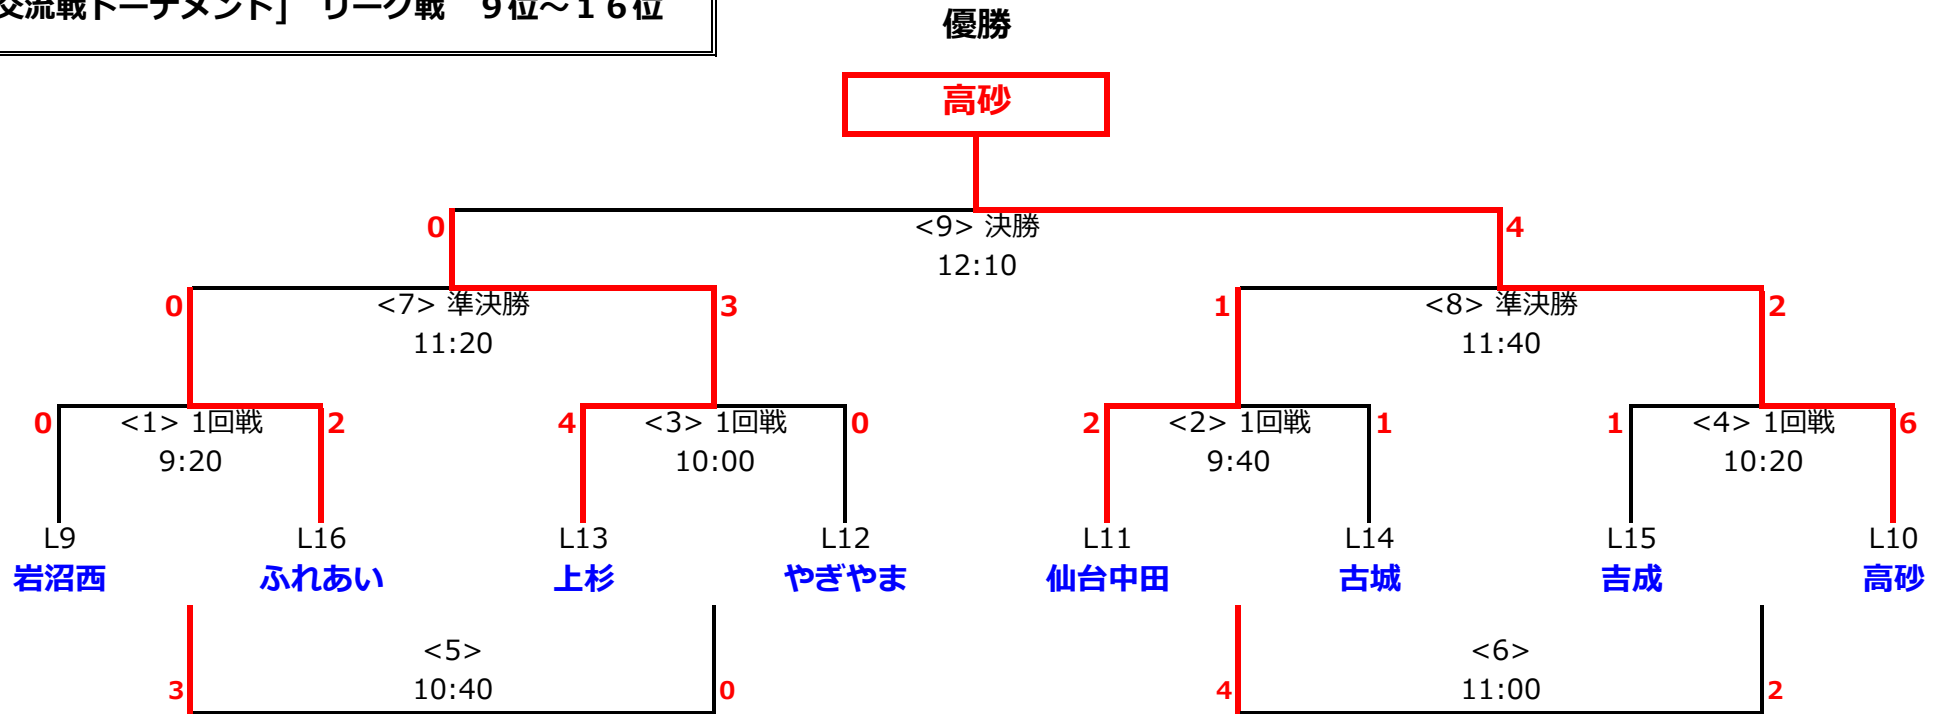 交流戦トーナメント] リーグ戦 9位～16位
優勝
高砂
0 <9> 決勝 4
12:10
0 <7> 準決勝 3 1 <8> 準決勝 2
11:20 11:40
0 <1> 1回戦 2 4 <3> 1回戦 0 2 <2> 1回戦 1 1 <4> 1回戦 6
9:20 10:00 9:40 10:20
L9 L16 L13 L12 L11 L14 L15 L10
岩沼西 ふれあい 上杉 やぎやま 仙台中田 古城 吉成 高砂
<5> <6>
3 10:40 0 4 11:00 2